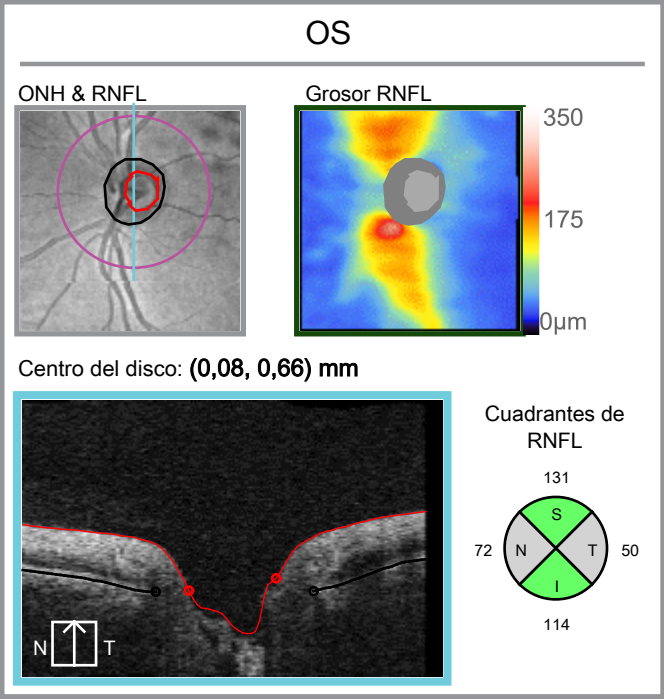 OS
ONH & RNFL
Grosor RNFL
350
175
0µm
Centro del disco: (0,08, 0,66) mm
Cuadrantes de
RNFL
131
S
72 N T 50
I
114
N T